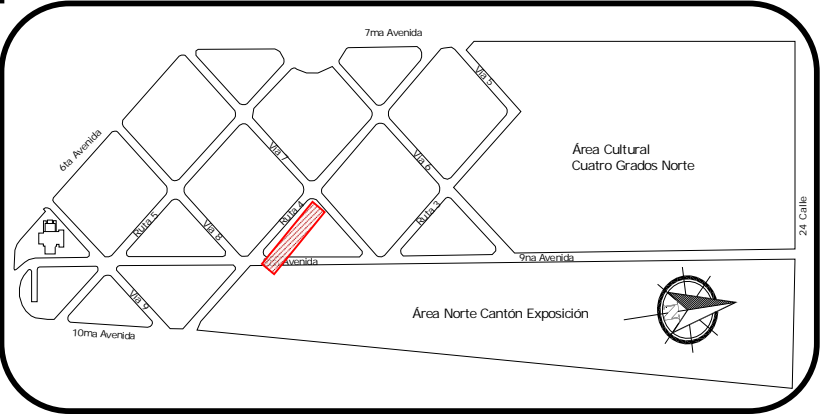 7ma Avenida
Vía 5
6ta Avenida
Vía 7
Vía 6
Área Cultural
Cuatro Grados Norte
24 Calle
Ruta 5
Vía 8
Ruta 4
Ruta 3
Avenida
9na Avenida
Vía 9
10ma Avenida
Área Norte Cantón Exposición